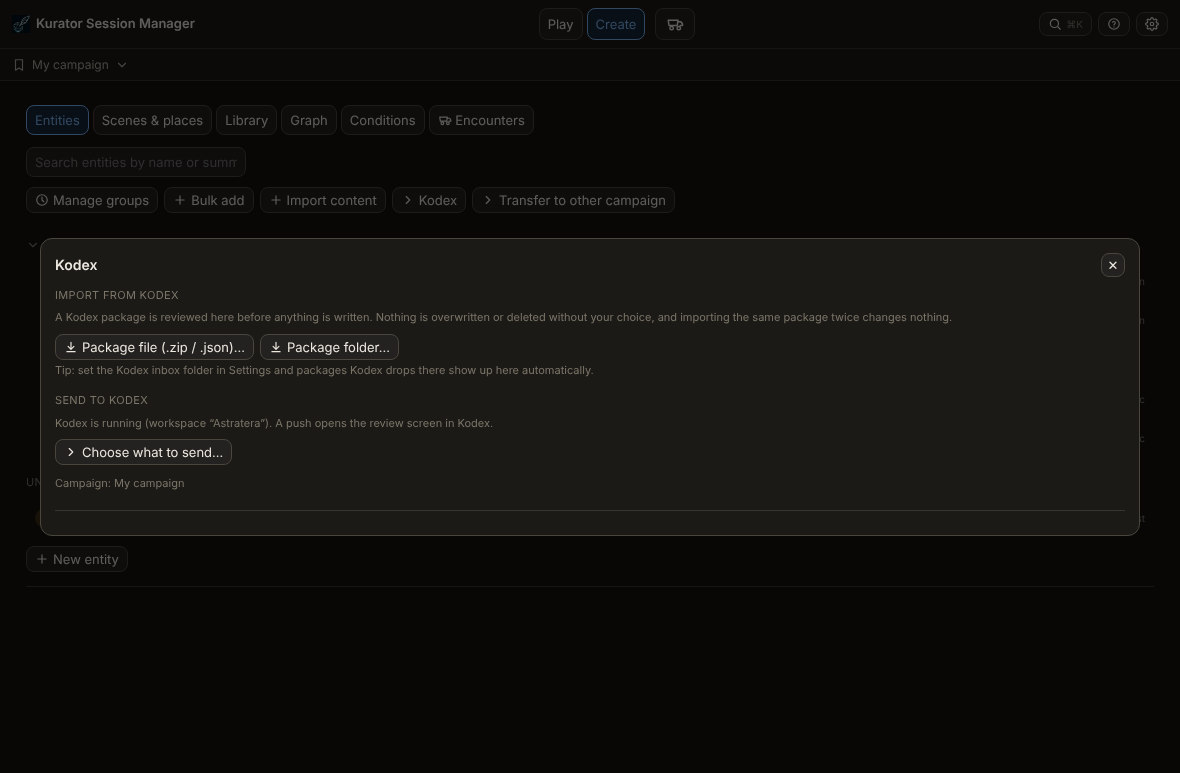 Kurator Session Manager
Play
Create
⌘K
My campaign
Entities
Scenes & places
Library
Graph
Conditions
Encounters
Search entities by name or summ
Manage groups
Bulk add
Import content
Kodex
Transfer to other campaign
Kodex
IMPORT FROM KODEX
A Kodex package is reviewed here before anything is written. Nothing is overwritten or deleted without your choice, and importing the same package twice changes nothing.
Package file (.zip / .json)...
Package folder...
Tip: set the Kodex inbox folder in Settings and packages Kodex drops there show up here automatically.
SEND TO KODEX
Kodex is running (workspace “Astratera”). A push opens the review screen in Kodex.
Choose what to send...
Campaign: My campaign
New entity